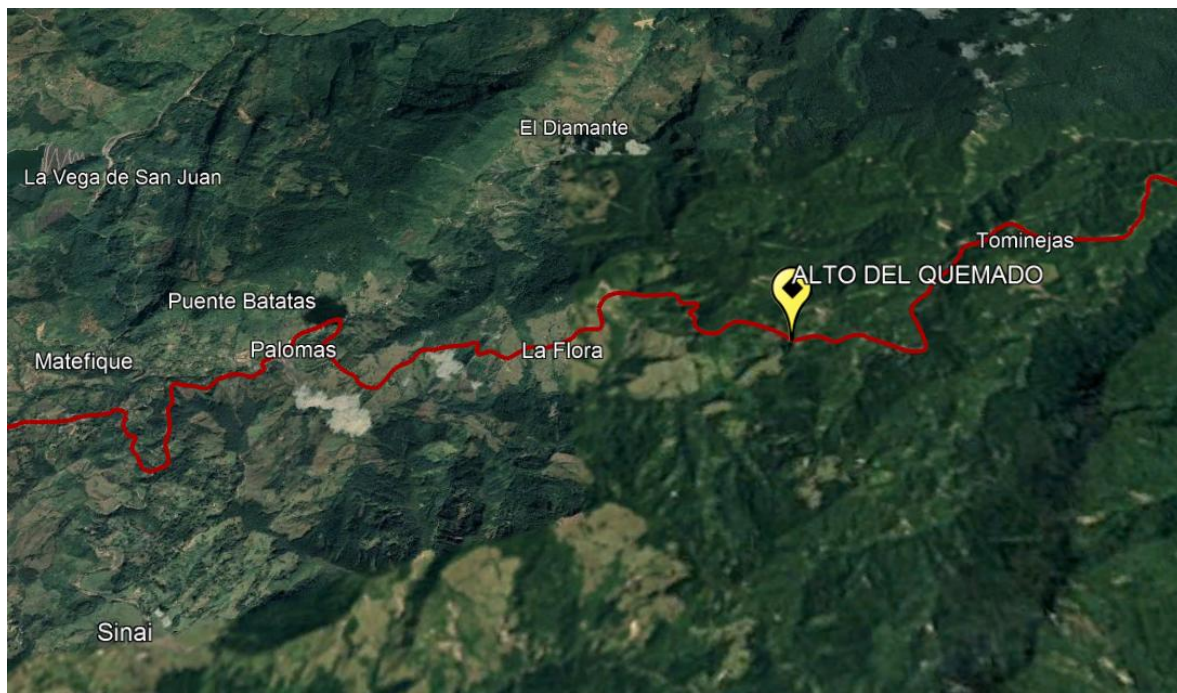 El Diamante
La Vega de San Juan
Tominejas
ALTO DEL QUEMADO
Puente Batatas
Palomas
La Flora
Matefique
Sinai